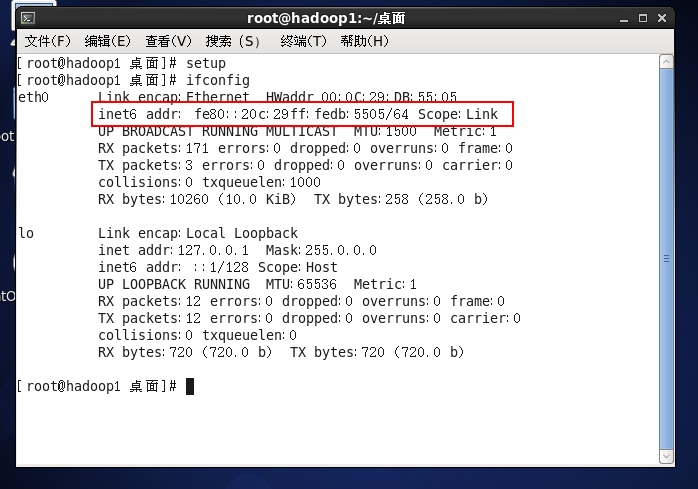 root@hadoop1:~/桌面
文件(F) 编辑(E) 查看(V) 搜索 (S) 终端(T) 帮助(H)
[root@hadoop1 桌面]# setup
[root@hadoop1 桌面]# ifconfig
eth0 Link encap:Ethernet HWaddr 00:0C:29:DB:55:05
inet6 addr: fe80::20c:29ff:fedb:5505/64 Scope:Link
UP BROADCAST RUNNING MULTICAST MTU:1500 Metric:1
RX packets:171 errors:0 dropped:0 overruns:0 frame:0
TX packets:3 errors:0 dropped:0 overruns:0 carrier:0
collisions:0 txqueuelen:1000
RX bytes:10260 (10.0 KiB) TX bytes:258 (258.0 b)
lo Link encap:Local Loopback
inet addr:127.0.0.1 Mask:255.0.0.0
inet6 addr: ::1/128 Scope:Host
UP LOOPBACK RUNNING MTU:65536 Metric:1
RX packets:12 errors:0 dropped:0 overruns:0 frame:0
TX packets:12 errors:0 dropped:0 overruns:0 carrier:0
collisions:0 txqueuelen:0
RX bytes:720 (720.0 b) TX bytes:720 (720.0 b)
[root@hadoop1 桌面]#